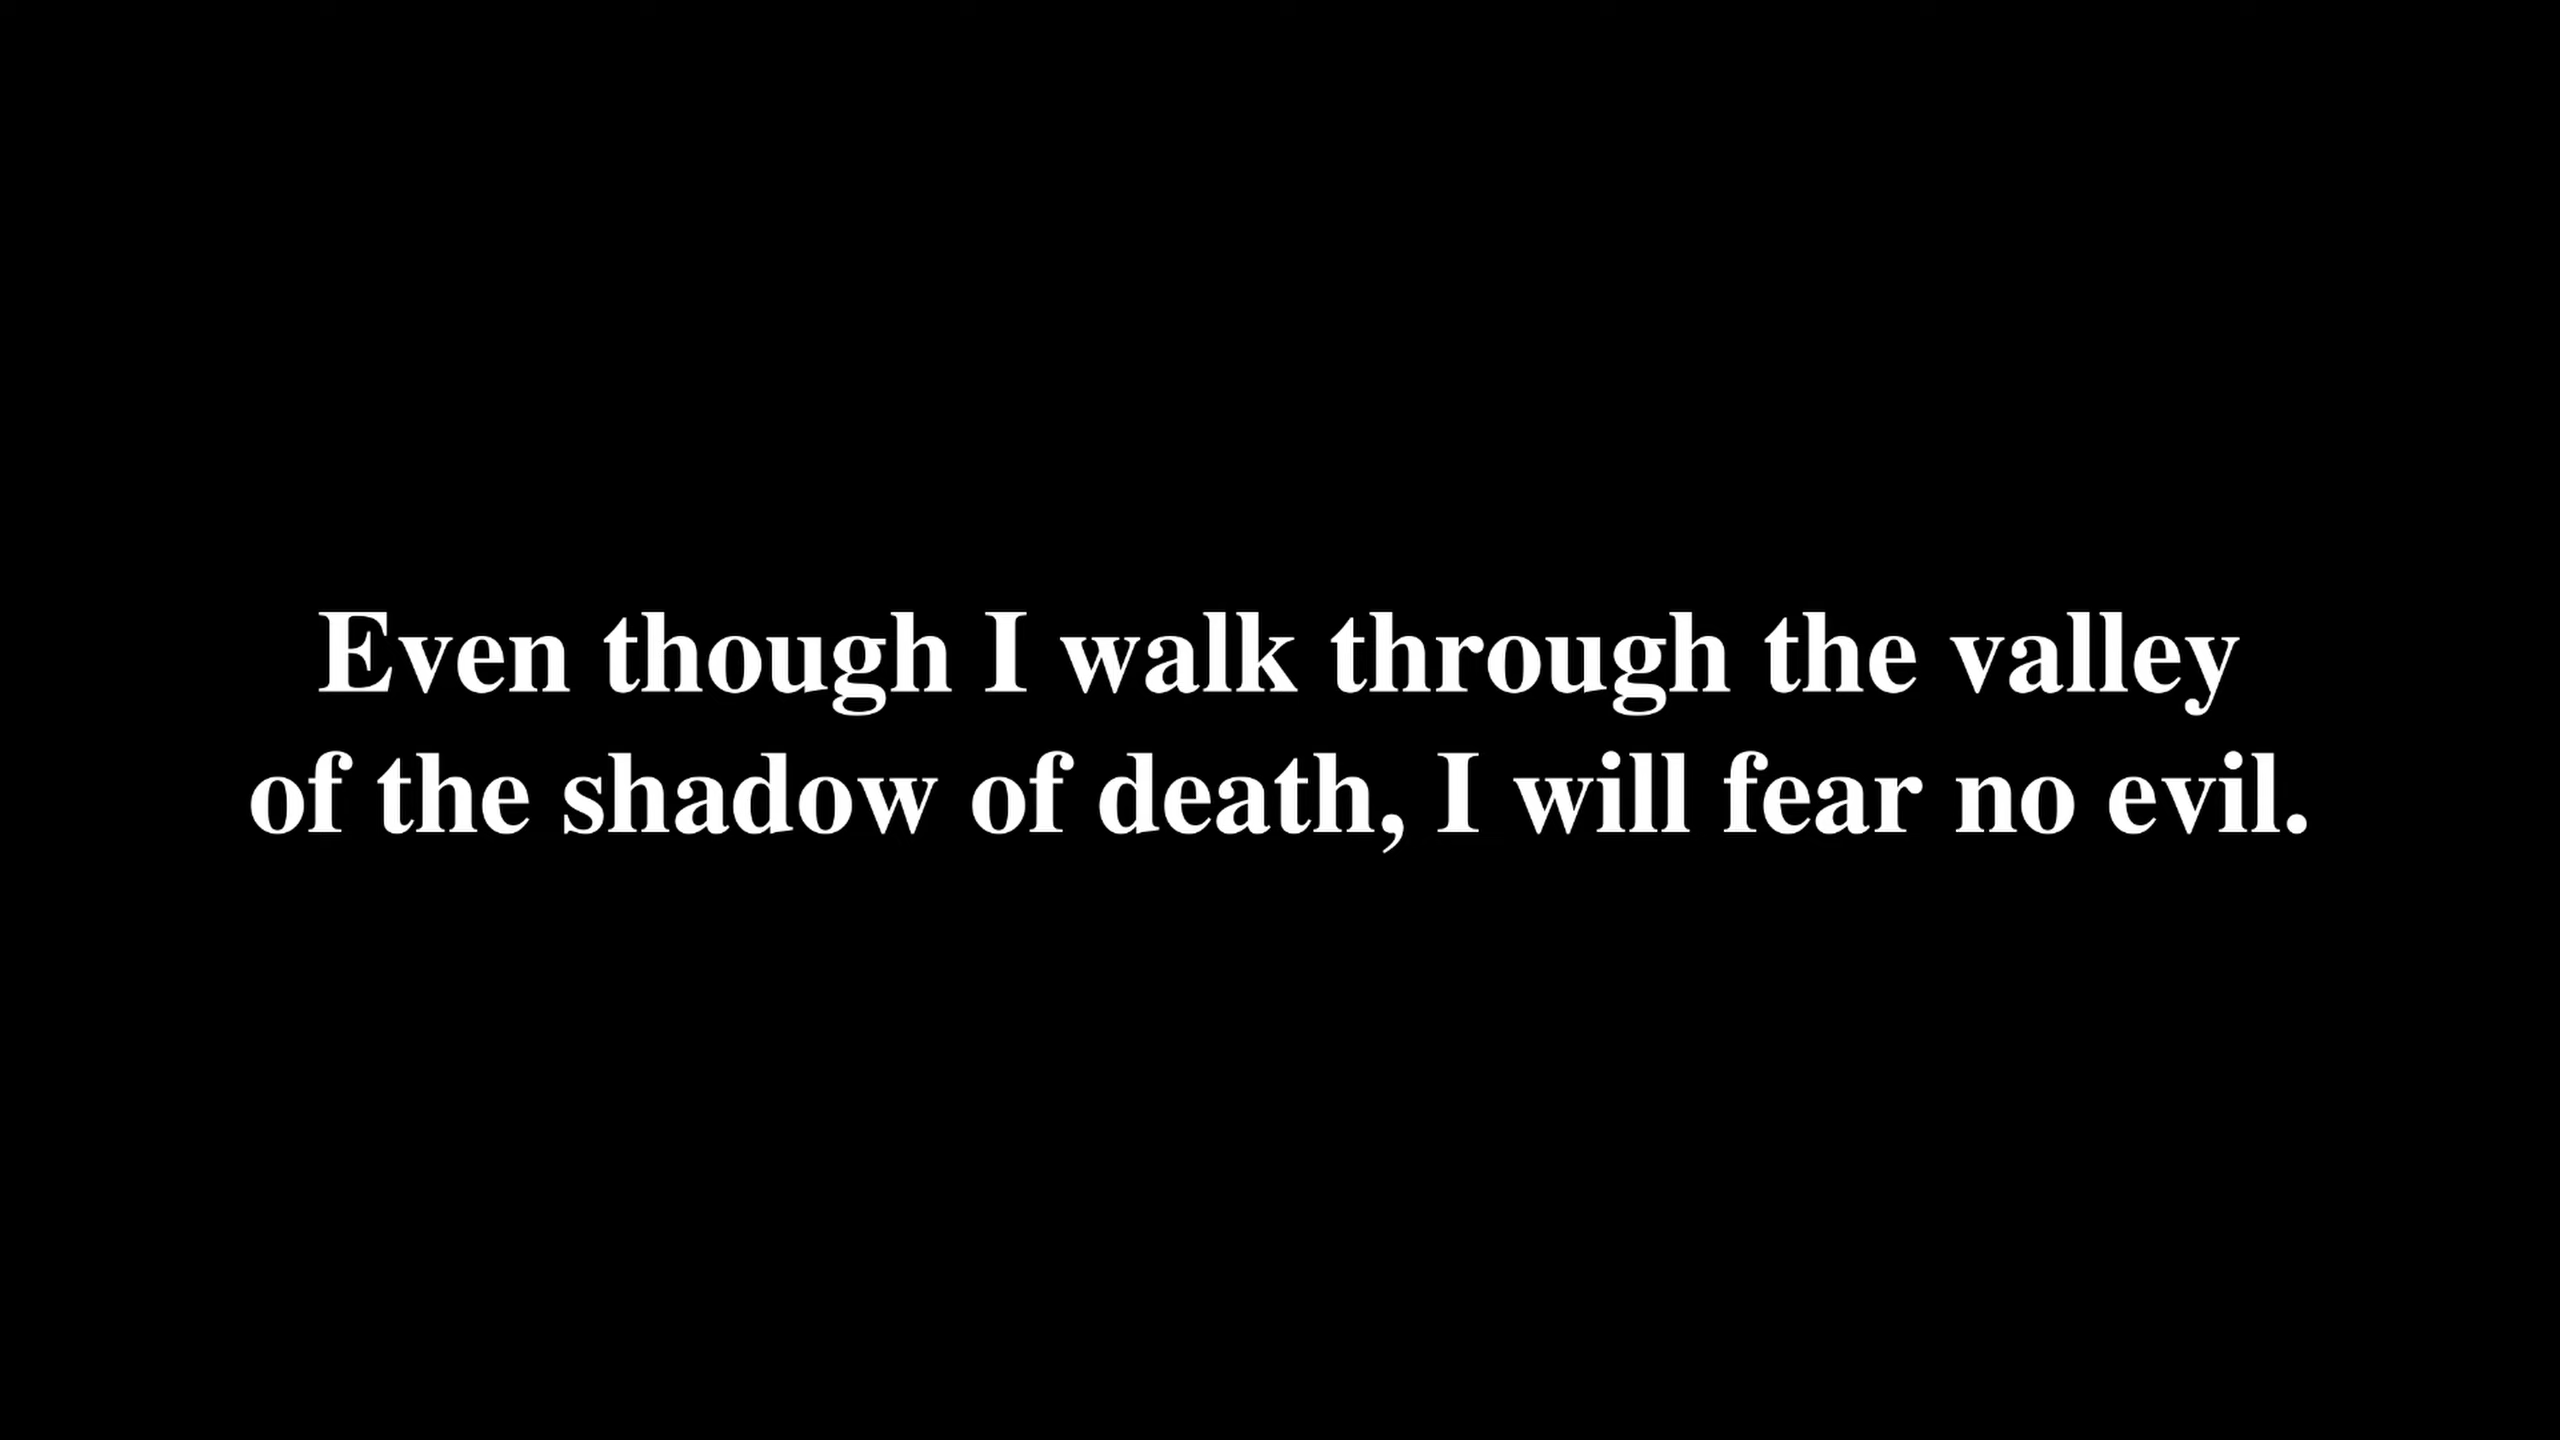 Even though I walk through the valley
of the shadow of death, I will fear no evil.